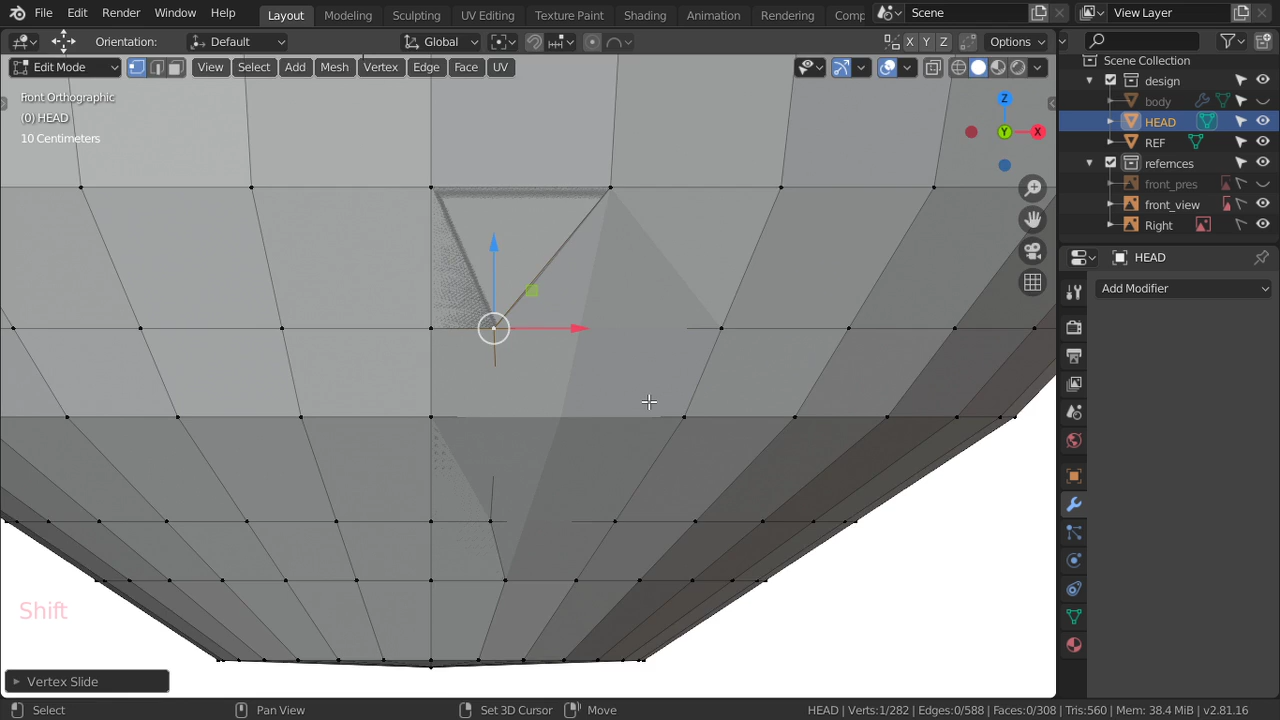 File Edit Render Window Help Layout Modeling Sculpting UV Editing Texture Paint Shading Animation Rendering Comp Scene View Layer
Orientation: Default Global X Y Z Options
Edit Mode View Select Add Mesh Vertex Edge Face UV
Front Orthographic
(0) HEAD
10 Centimeters
Z
Y
X
Scene Collection
design
body
HEAD
REF
refernces
front_pres
front_view
Right
HEAD
Add Modifier
Shift
Vertex Slide
Select Pan View Set 3D Cursor Move HEAD | Verts:1/282 | Edges:0/588 | Faces:0/308 | Tris:560 | Mem: 38.4 MiB | v2.81.16